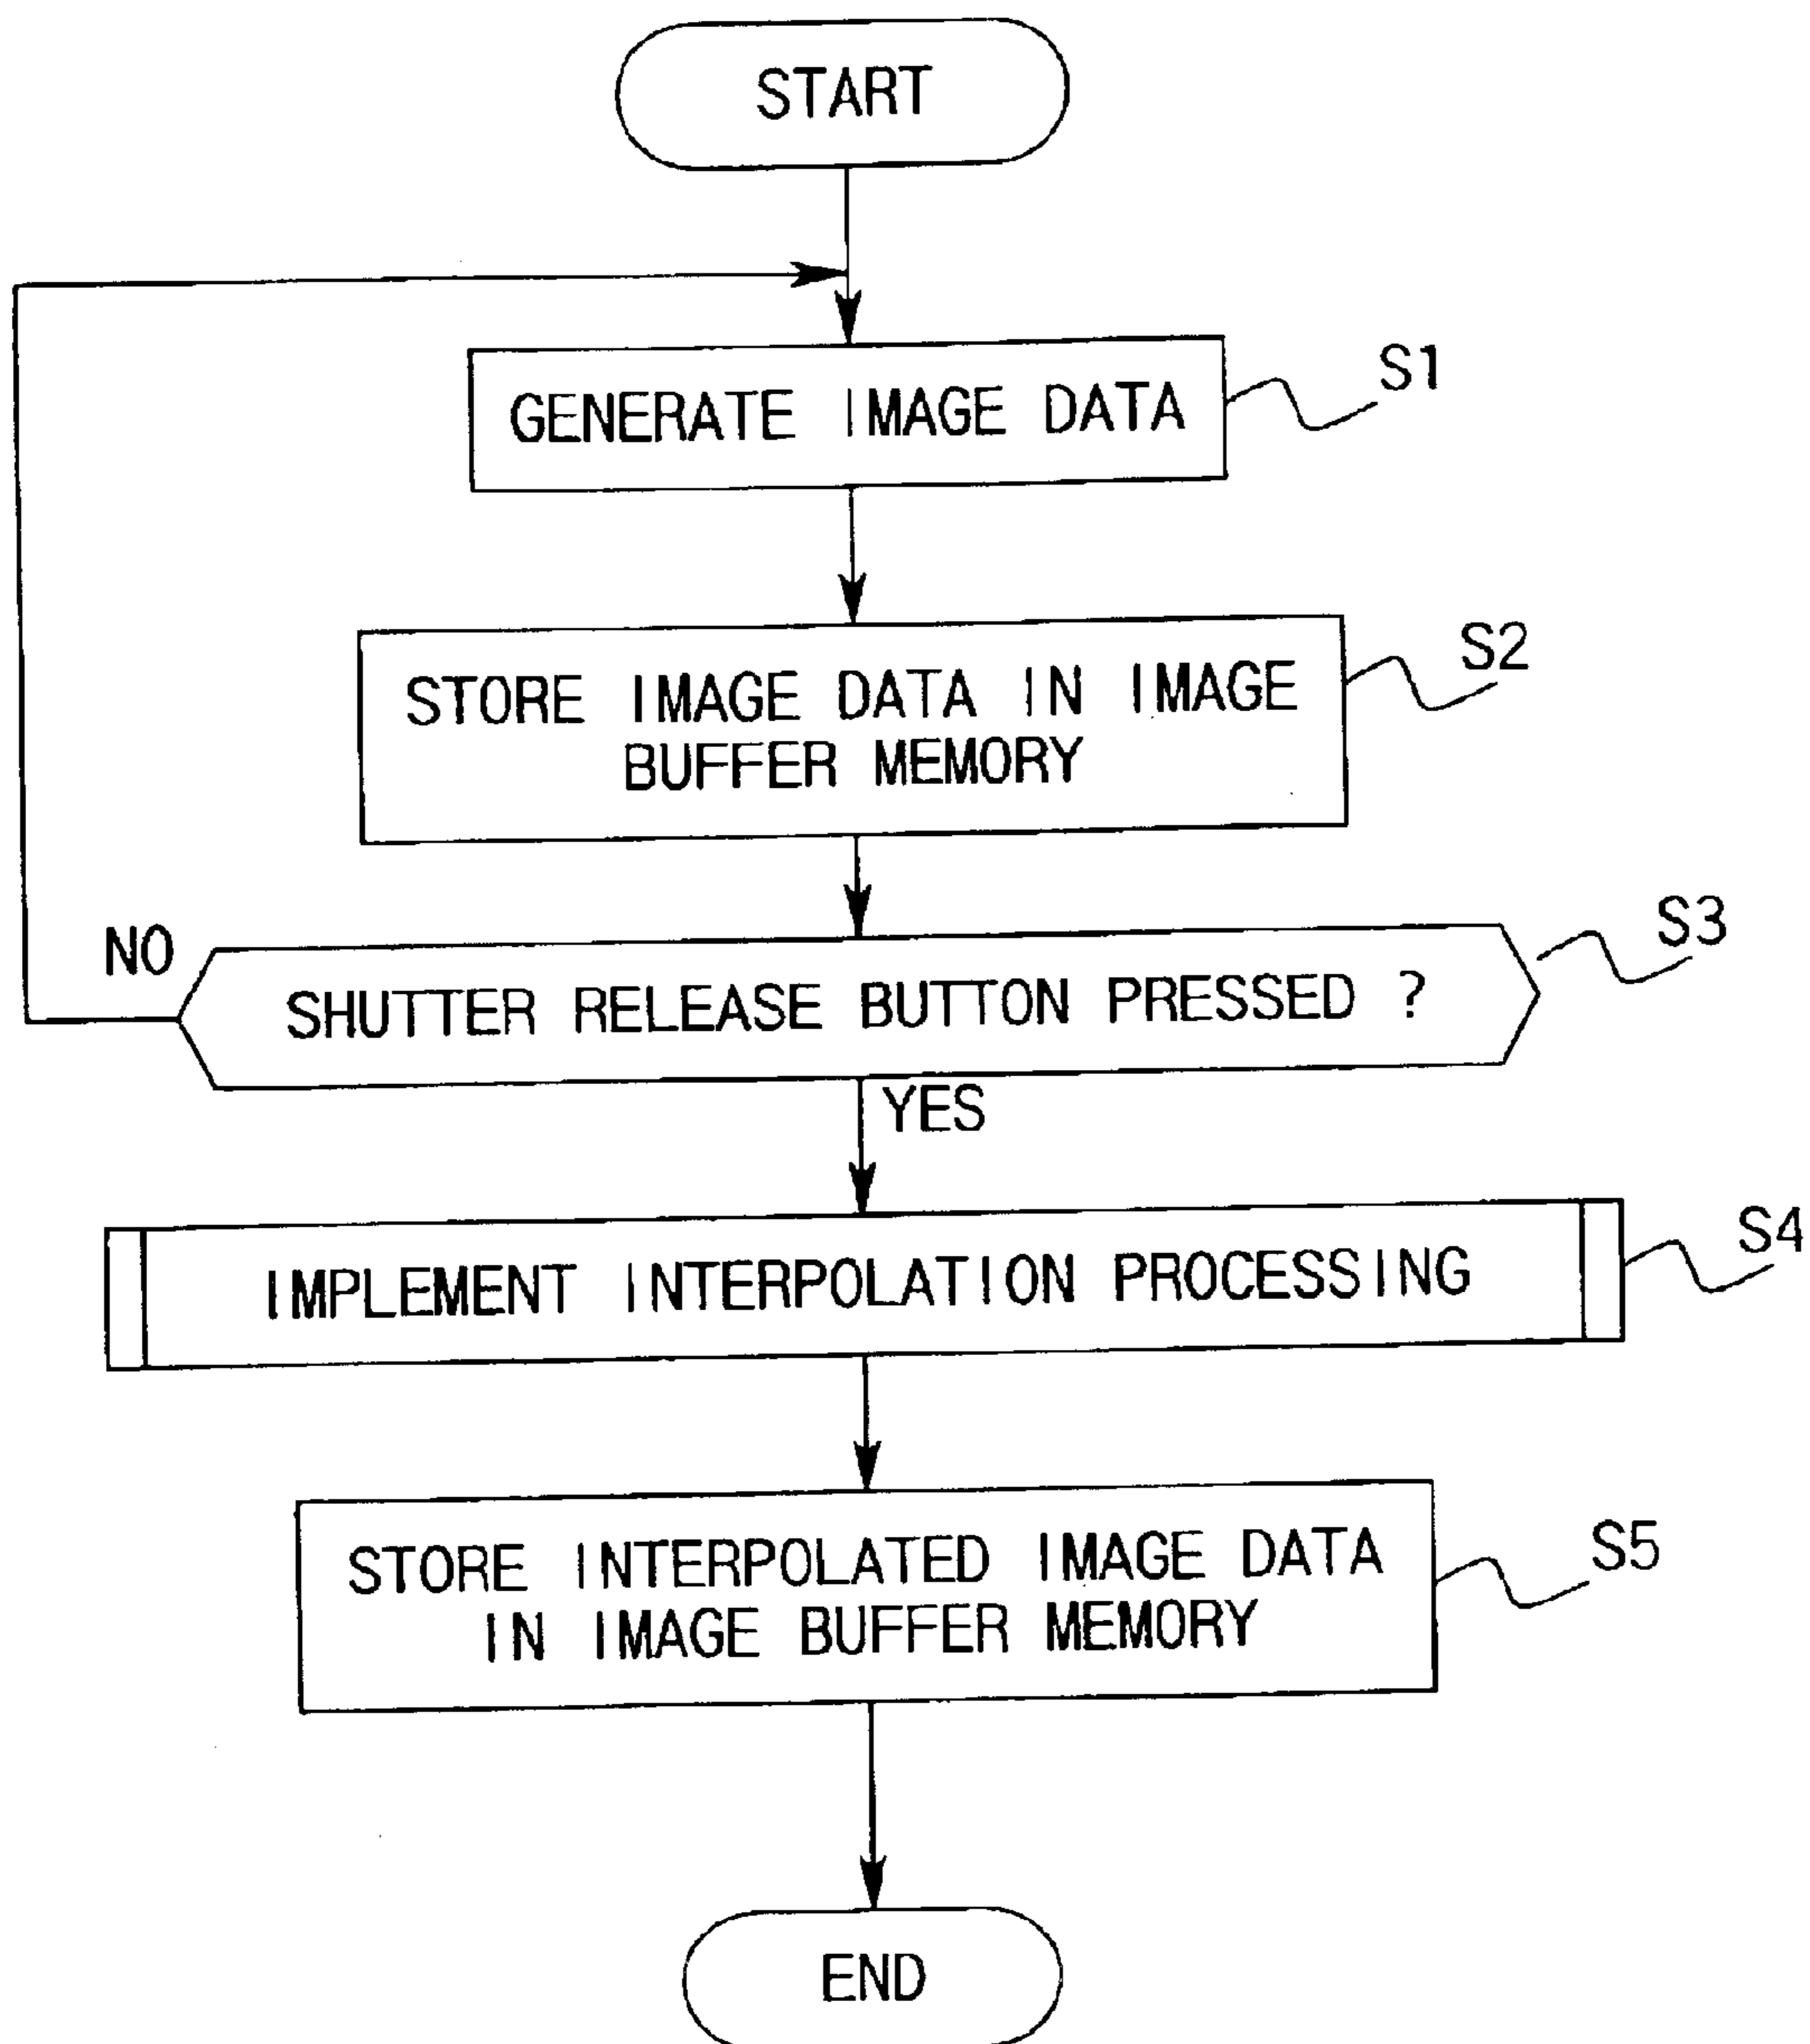 START
GENERATE IMAGE DATA
S1
STORE IMAGE DATA IN IMAGE
BUFFER MEMORY
S2
NO
SHUTTER RELEASE BUTTON PRESSED ?
S3
YES
IMPLEMENT INTERPOLATION PROCESSING
S4
STORE INTERPOLATED IMAGE DATA
IN IMAGE BUFFER MEMORY
S5
END